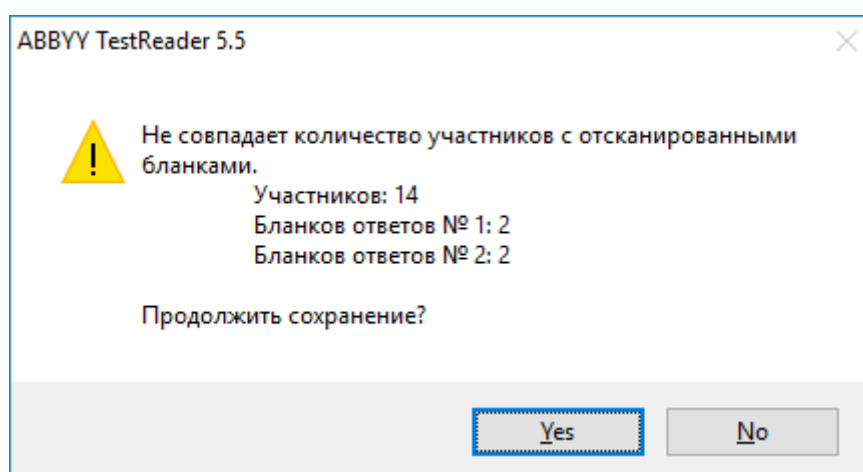 ABBYY TestReader 5.5
Не совпадает количество участников с отсканированными
бланками.
Участников: 14
Бланков ответов № 1: 2
Бланков ответов № 2: 2
Продолжить сохранение?
Yes
No